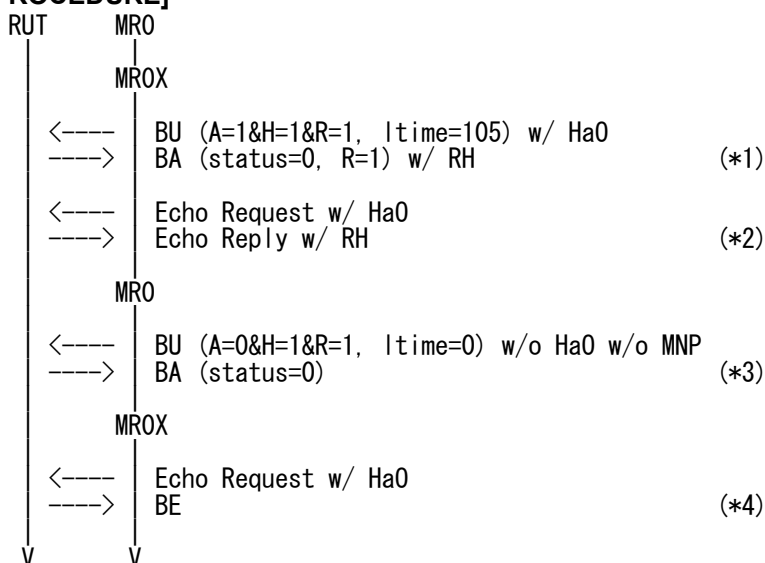 ROCEDURE]
RUT MR0
MR0X
<---- BU (A=1&H=1&R=1, ltime=105) w/ HaO
----> BA (status=0, R=1) w/ RH (*1)
<---- Echo Request w/ HaO
----> Echo Reply w/ RH (*2)
MR0
<---- BU (A=0&H=1&R=1, ltime=0) w/o HaO w/o MNP
----> BA (status=0) (*3)
MR0X
<---- Echo Request w/ HaO
----> BE (*4)
V V